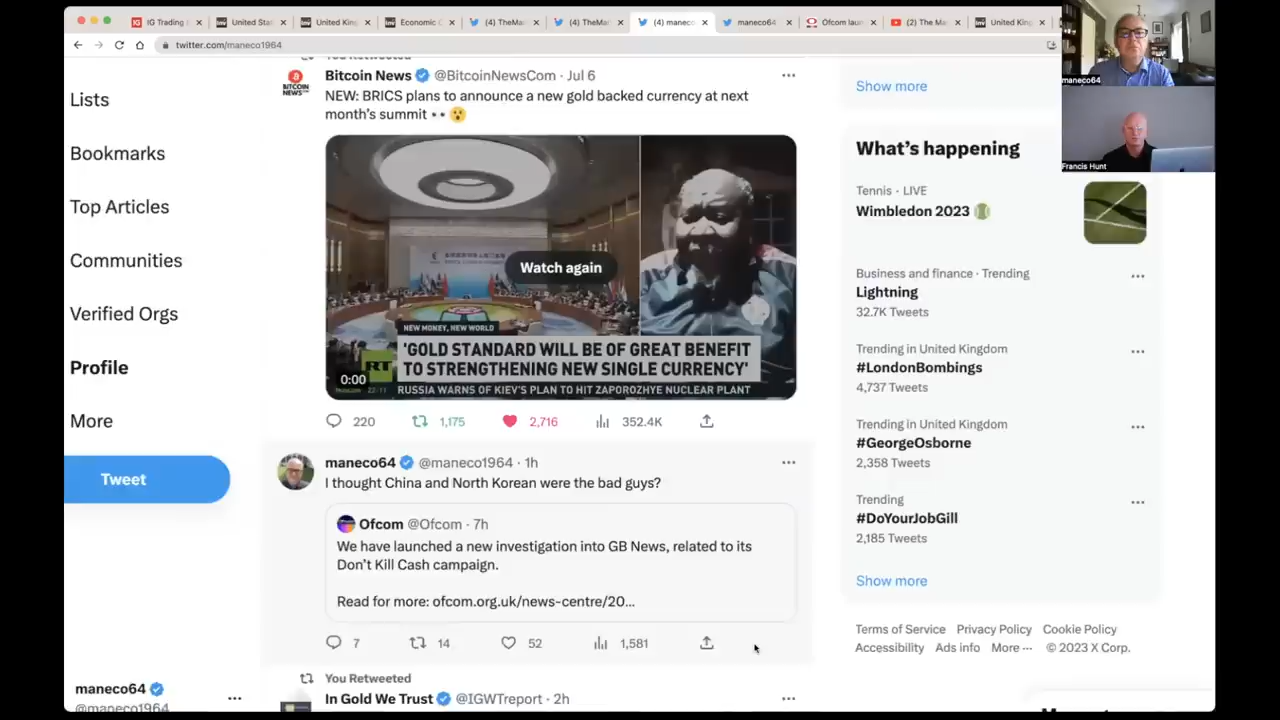 IG Trading
United Stat
United King
Economic C
(4) TheMar
(4) TheMar
(4) maneco
maneco64
Ofcom laun
(2) The Ma
United King
twitter.com/maneco1964
Lists
Bookmarks
Top Articles
Communities
Verified Orgs
Profile
More
Tweet
maneco64
@maneco1964
You Retweeted
BITCOIN
NEWS
Bitcoin News @BitcoinNewsCom · Jul 6
NEW: BRICS plans to announce a new gold backed currency at next
month's summit
Watch again
NEW MONEY, NEW WORLD
'GOLD STANDARD WILL BE OF GREAT BENEFIT
TO STRENGTHENING NEW SINGLE CURRENCY'
RT
0:00
RUSSIA WARNS OF KIEV'S PLAN TO HIT ZAPOROZHYE NUCLEAR PLANT
220 1,175 2,716 352.4K
maneco64 @maneco1964 · 1h
I thought China and North Korean were the bad guys?
Ofcom @Ofcom · 7h
We have launched a new investigation into GB News, related to its
Don't Kill Cash campaign.
Read for more: ofcom.org.uk/news-centre/20...
7 14 52 1,581
You Retweeted
In Gold We Trust @IGWTreport · 2h
Show more
What's happening
Tennis · LIVE
Wimbledon 2023
Business and finance · Trending
Lightning
32.7K Tweets
Trending in United Kingdom
#LondonBombings
4,737 Tweets
Trending in United Kingdom
#GeorgeOsborne
2,358 Tweets
Trending
#DoYourJobGill
2,185 Tweets
Show more
Terms of Service Privacy Policy Cookie Policy
Accessibility Ads info More ··· © 2023 X Corp.
maneco64
Francis Hunt